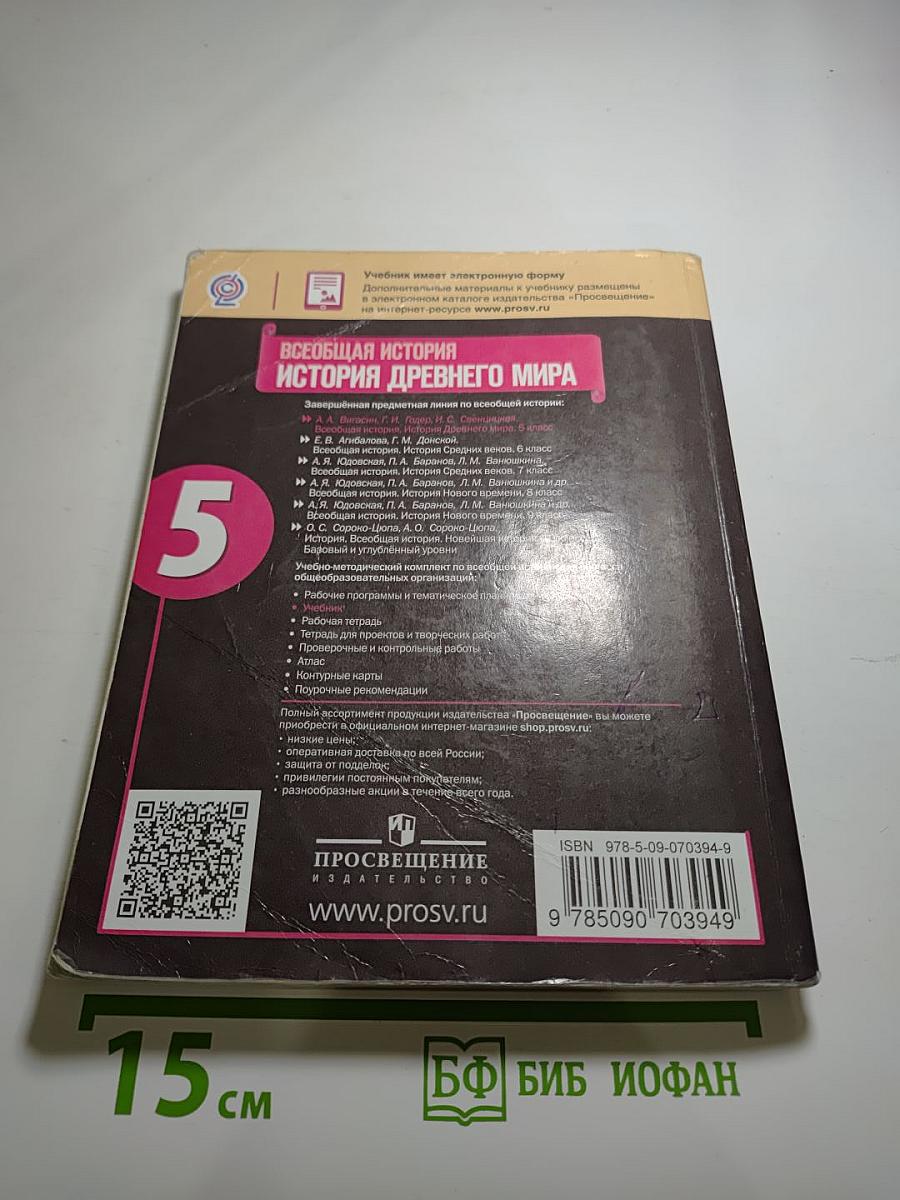 Учебник имеет электронную форму
Дополнительные материалы к учебнику размещены
в электронном каталоге издательства «Просвещение»
на интернет-ресурсе www.prosv.ru
ВСЕОБЩАЯ ИСТОРИЯ
ИСТОРИЯ ДРЕВНЕГО МИРА
Завершённая предметная линия по всеобщей истории:
А. А. Вигасин, Г. И. Годер, И. С. Свенцицкая.
Всеобщая история. История Древнего мира. 5 класс
Е. В. Агибалова, Г. М. Донской.
Всеобщая история. История Средних веков. 6 класс
А. Я. Юдовская, П. А. Баранов, Л. М. Ванюшкина.
Всеобщая история. История Средних веков. 7 класс
А. Я. Юдовская, П. А. Баранов, Л. М. Ванюшкина и др.
Всеобщая история. История Нового времени. 8 класс
А. Я. Юдовская, П. А. Баранов, Л. М. Ванюшкина и др.
Всеобщая история. История Нового времени. 9 класс
О. С. Сороко-Цюпа, А. О. Сороко-Цюпа.
История. Всеобщая история. Новейшая
Базовый и углублённый уровни
5
Учебно-методический комплект по всеобщей
общеобразовательных организаций:
• Рабочие программы и тематическое
• Учебник
• Рабочая тетрадь
• Тетрадь для проектов и творческих работ
• Проверочные и контрольные работы
• Атлас
• Контурные карты
• Поурочные рекомендации
Полный ассортимент продукции издательства «Просвещение» вы можете
приобрести в официальном интернет-магазине shop.prosv.ru:
• низкие цены;
• оперативная доставка по всей России;
• защита от подделок;
• привилегии постоянным покупателям;
• разнообразные акции в течение всего года.
ИП
ПРОСВЕЩЕНИЕ
ИЗДАТЕЛЬСТВО
www.prosv.ru
ISBN 978-5-09-070394-9
9 785090 703949
15 см
БФ БИБ ИОФАН